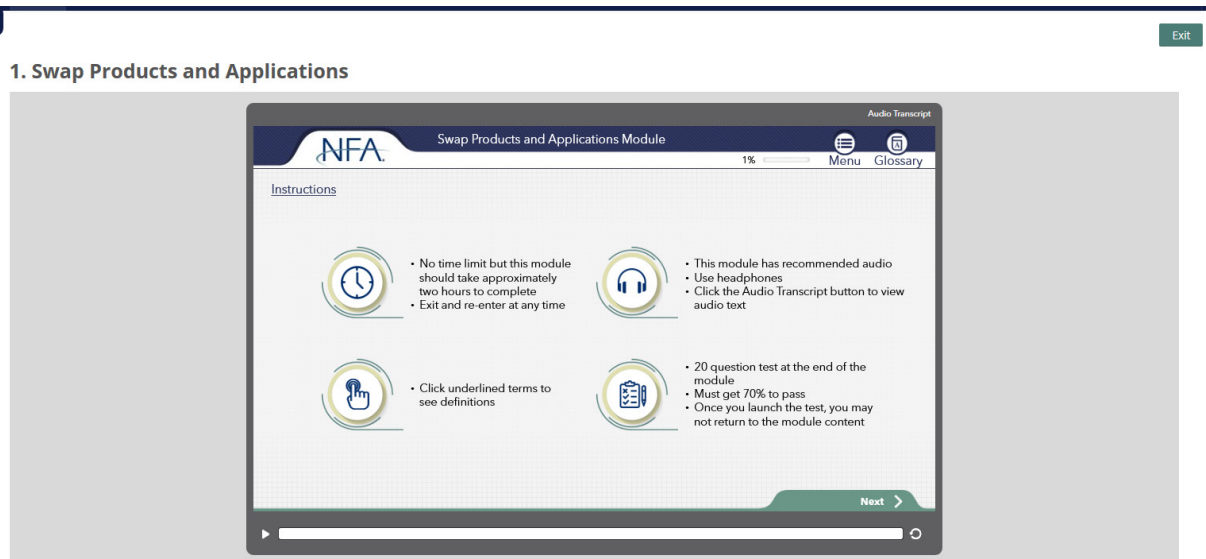 Exit
1. Swap Products and Applications
Audio Transcript
NFA.
Swap Products and Applications Module
1%
Menu
Glossary
Instructions
• No time limit but this module
should take approximately
two hours to complete
• Exit and re-enter at any time
• This module has recommended audio
• Use headphones
• Click the Audio Transcript button to view
audio text
• Click underlined terms to
see definitions
• 20 question test at the end of the
module
• Must get 70% to pass
• Once you launch the test, you may
not return to the module content
Next